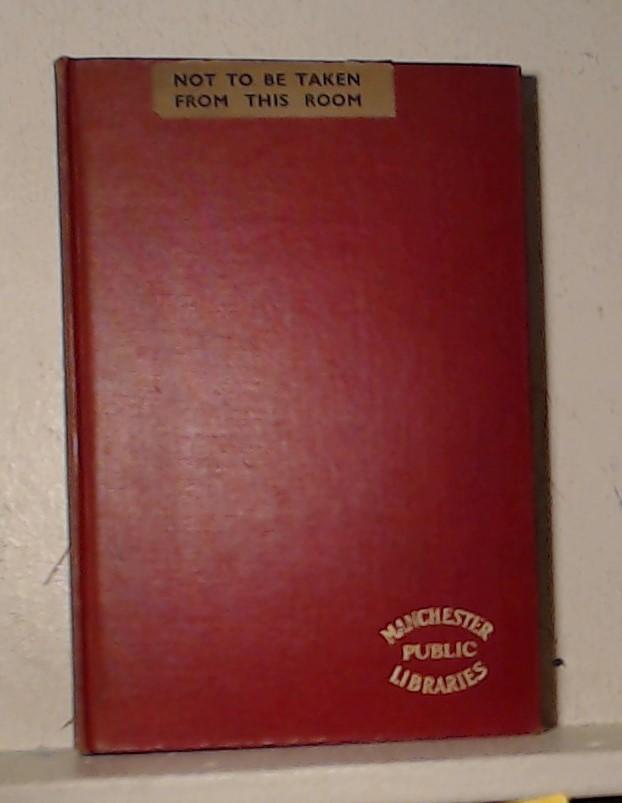 NOT TO BE TAKEN
FROM THIS ROOM
MANCHESTER
PUBLIC
LIBRARIES